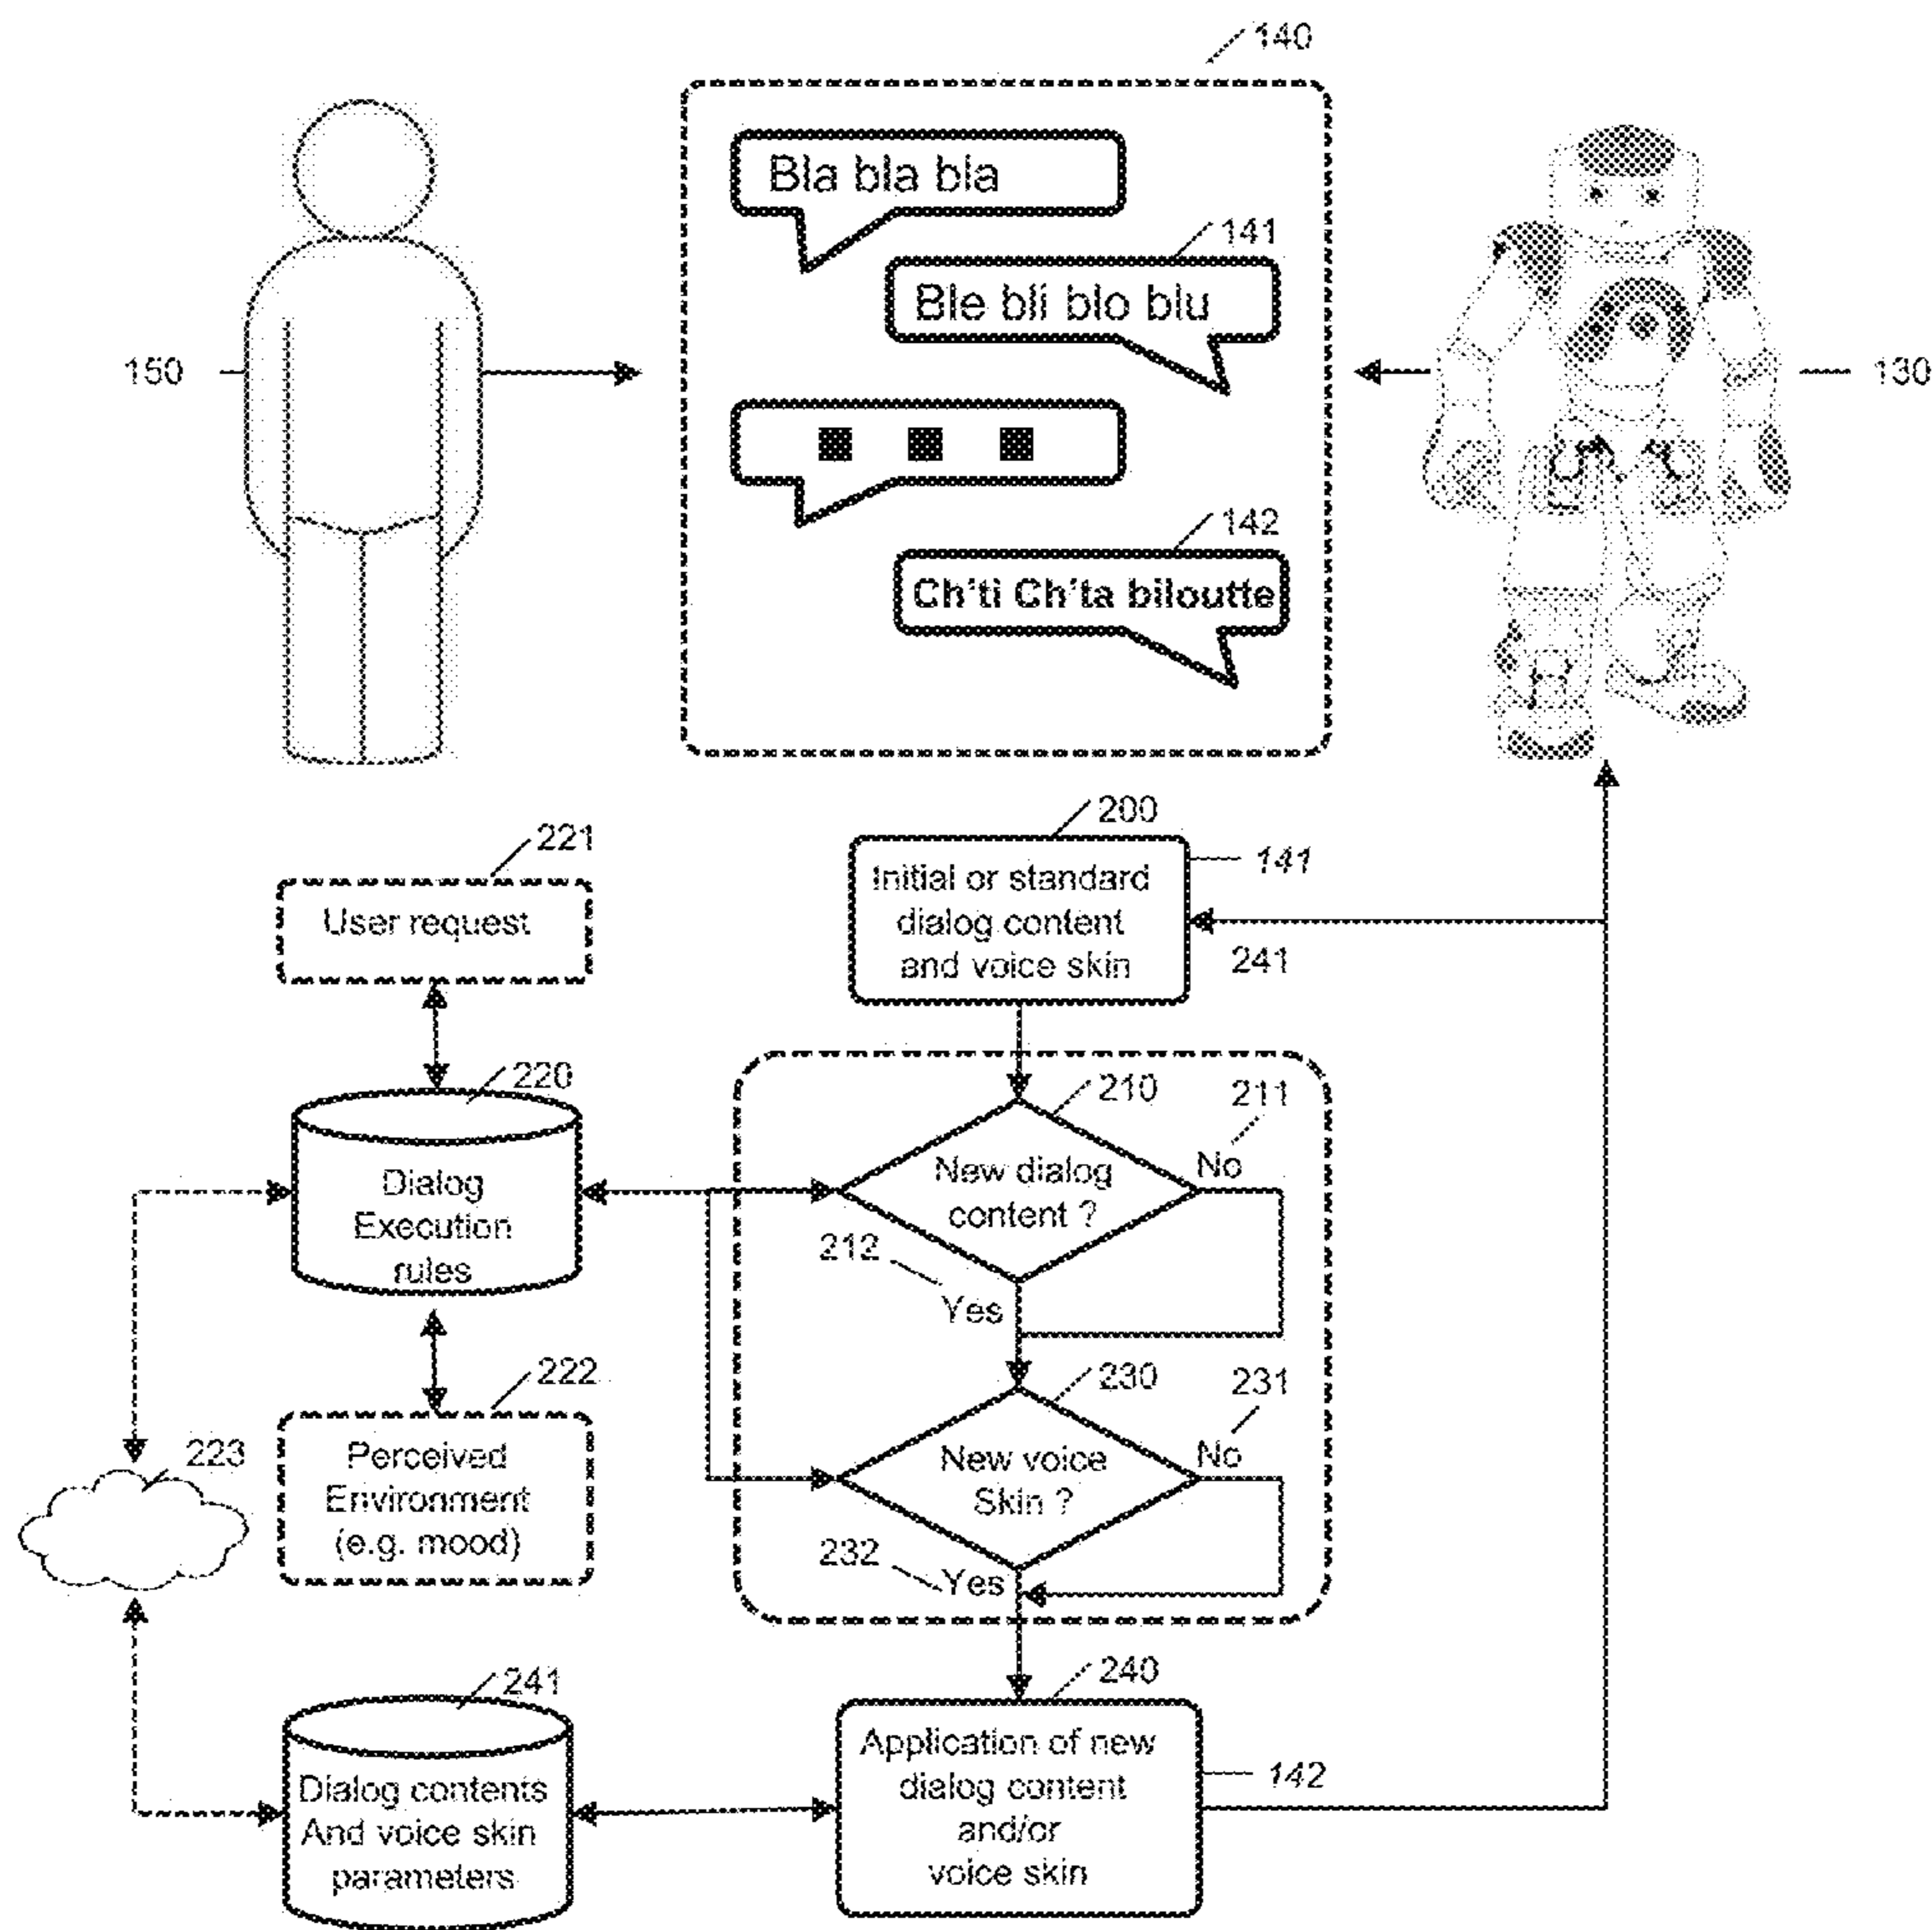 140
Bla bla bla
141
Ble bli blo blu
150
130
142
Ch'ti Ch'ta biloutte
200
221
141
Initial or standard
dialog content
and voice skin
User request
241
220
210
211
No
Dialog
Execution
rules
New dialog
content ?
212
Yes
222
230
231
223
No
Perceived
Environment
(e.g. mood)
New voice
Skin ?
232
Yes
241
240
Application of new
dialog content
and/or
voice skin
142
Dialog contents
And voice skin
parameters